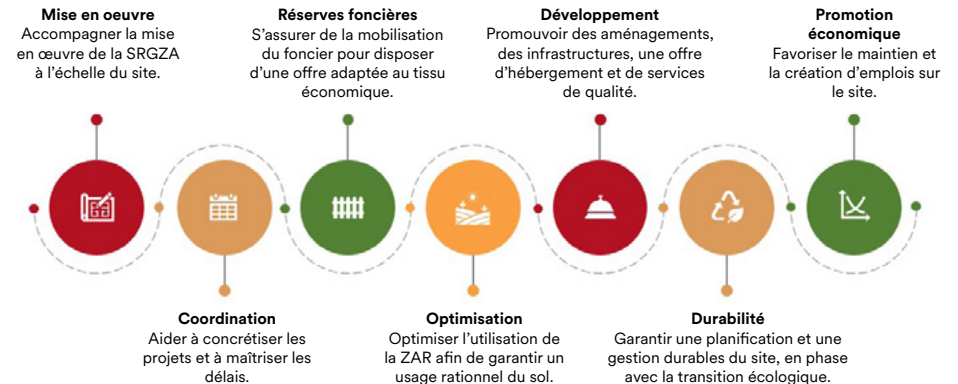 Mise en oeuvre
Accompagner la mise
en œuvre de la SRGZA
à l'échelle du site.
Réserves foncières
S'assurer de la mobilisation
du foncier pour disposer
d'une offre adaptée au tissu
économique.
Développement
Promouvoir des aménagements,
des infrastructures, une offre
d'hébergement et de services
de qualité.
Promotion
économique
Favoriser le maintien et
la création d'emplois sur
le site.
Coordination
Aider à concrétiser les
projets et à maîtriser les
délais.
Optimisation
Optimiser l'utilisation de
la ZAR afin de garantir un
usage rationnel du sol.
Durabilité
Garantir une planification et une
gestion durables du site, en phase
avec la transition écologique.